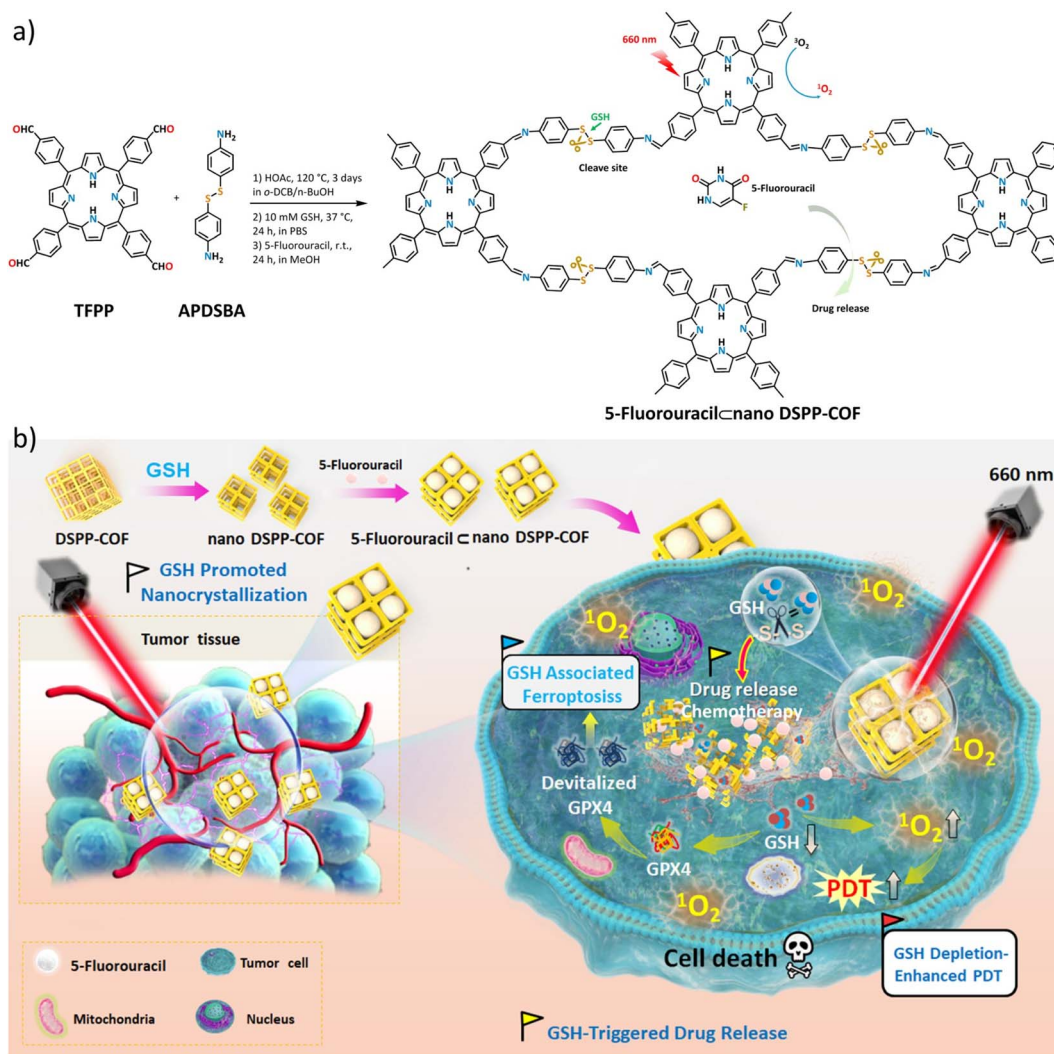 a)
660 nm
³O₂
¹O₂
GSH
Cleave site
5-Fluorouracil
Drug release
OHC
CHO
OHC
CHO
NH₂
S
S
NH₂
+
1) HOAc, 120 °C, 3 days
in o-DCB/n-BuOH
2) 10 mM GSH, 37 °C,
24 h, in PBS
3) 5-Fluorouracil, r.t.,
24 h, in MeOH
TFPP
APDSBA
5-Fluorouracil⊂nano DSPP-COF
b)
GSH
5-Fluorouracil
DSPP-COF
nano DSPP-COF
5-Fluorouracil ⊂ nano DSPP-COF
660 nm
GSH Promoted
Nanocrystallization
Tumor tissue
¹O₂
¹O₂
GSH
S
S
GSH Associated
Ferroptosiss
Drug release
Chemotherapy
¹O₂
Devitalized
GPX4
GPX4
GSH
¹O₂
¹O₂
PDT
Cell death
GSH Depletion-
Enhanced PDT
5-Fluorouracil
Tumor cell
Mitochondria
Nucleus
GSH-Triggered Drug Release